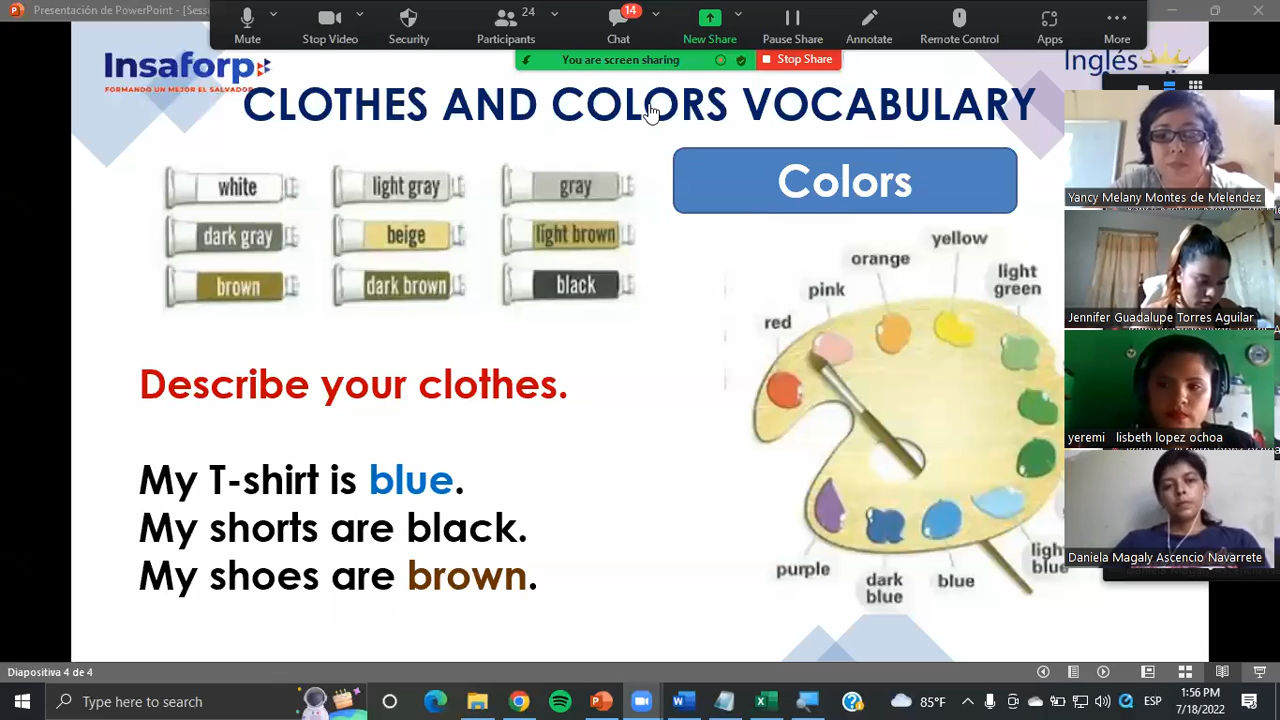 Presentación de PowerPoint - [Sess
Mute
Stop Video
Security
24
Participants
14
Chat
New Share
Pause Share
Annotate
Remote Control
Apps
More
You are screen sharing
Stop Share
Insaforp
FORMANDO UN MEJOR EL SALVADOR
Inglés
CLOTHES AND COLORS VOCABULARY
white
light gray
gray
dark gray
beige
light brown
brown
dark brown
black
Colors
yellow
orange
light
green
pink
red
purple
dark
blue
blue
light
blue
Describe your clothes.
My T-shirt is blue.
My shorts are black.
My shoes are brown.
Yancy Melany Montes de Melendez
Jennifer Guadalupe Torres Aguilar
yeremi lisbeth lopez ochoa
Daniela Magaly Ascencio Navarrete
Diapositiva 4 de 4
Type here to search
85°F
ESP
1:56 PM
7/18/2022